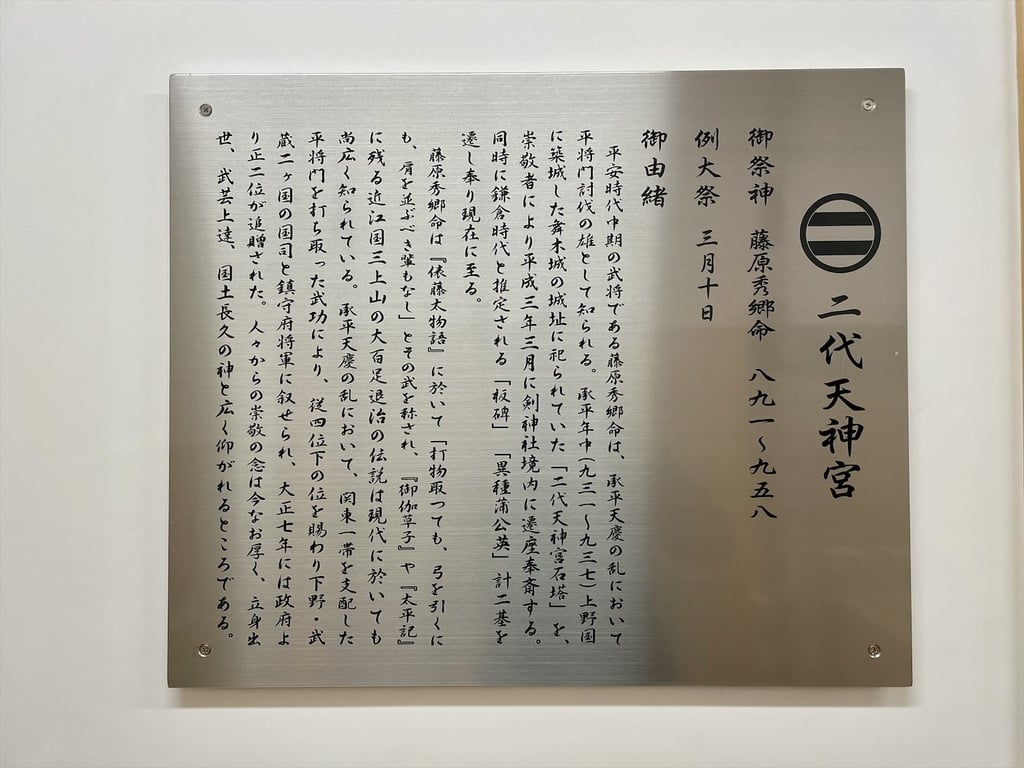 二代天神宮
御祭神 藤原秀郷命 八九一～九五八
例大祭 三月十日
御由緒
平安時代中期の武将である藤原秀郷命は、承平天慶の乱において
平将門討伐の雄として知られる。承平年中(九三一～九三七)上野国
に築城した舞木城の城址に祀られていた「二代天神宮石塔」を、
崇敬者により平成三年三月に剣神社境内に遷座奉斎する。
同時に鎌倉時代と推定される「板碑」「異種蒲公英」計二基を
遷し奉り現在に至る。
藤原秀郷命は『俵藤太物語』に於いて「打物取つても、弓を引くに
も、肩を並ぶべき輩もなし」とその武を称され、『御伽草子』や『太平記』
に残る近江国三上山の大百足退治の伝説は現代に於いても
尚広く知られている。承平天慶の乱において、関東一帯を支配した
平将門を打ち取った武功により、従四位下の位を賜わり下野・武
蔵二ヶ国の国司と鎮守府将軍に叙せられ、大正七年には政府よ
り正二位が追贈された。人々からの崇敬の念は今なお厚く、立身出
世、武芸上達、国土長久の神と広く仰がれるところである。